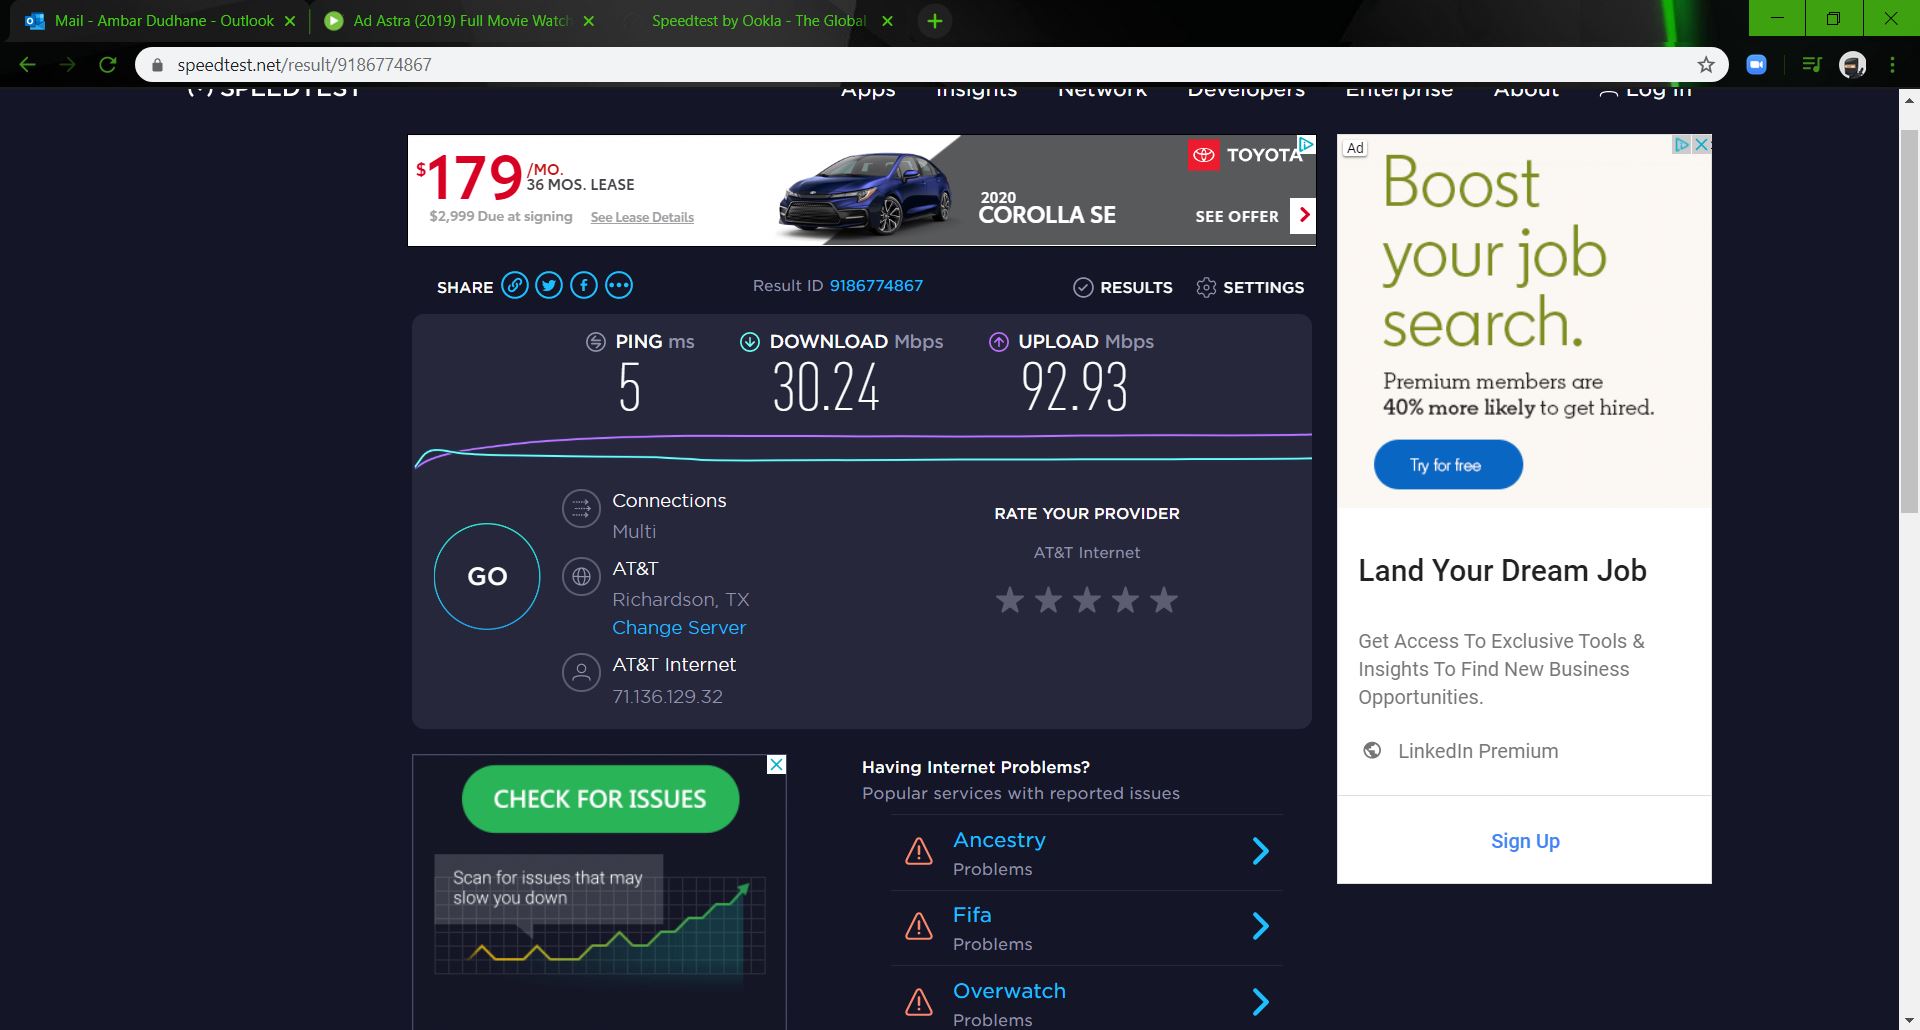 Mail - Ambar Dudhane - Outlook
Ad Astra (2019) Full Movie Watch
Speedtest by Ookla - The Global
speedtest.net/result/9186774867
SPEEDTEST
Apps
Insights
Network
Developers
Enterprise
About
Log In
$179 /MO.
36 MOS. LEASE
$2,999 Due at signing
See Lease Details
2020
COROLLA SE
TOYOTA
SEE OFFER
Ad
Boost
your job
search.
Premium members are
40% more likely to get hired.
Try for free
Land Your Dream Job
Get Access To Exclusive Tools &
Insights To Find New Business
Opportunities.
LinkedIn Premium
Sign Up
SHARE
Result ID 9186774867
RESULTS
SETTINGS
PING ms
5
DOWNLOAD Mbps
30.24
UPLOAD Mbps
92.93
GO
Connections
Multi
AT&T
Richardson, TX
Change Server
AT&T Internet
71.136.129.32
RATE YOUR PROVIDER
AT&T Internet
CHECK FOR ISSUES
Scan for issues that may
slow you down
Having Internet Problems?
Popular services with reported issues
Ancestry
Problems
Fifa
Problems
Overwatch
Problems